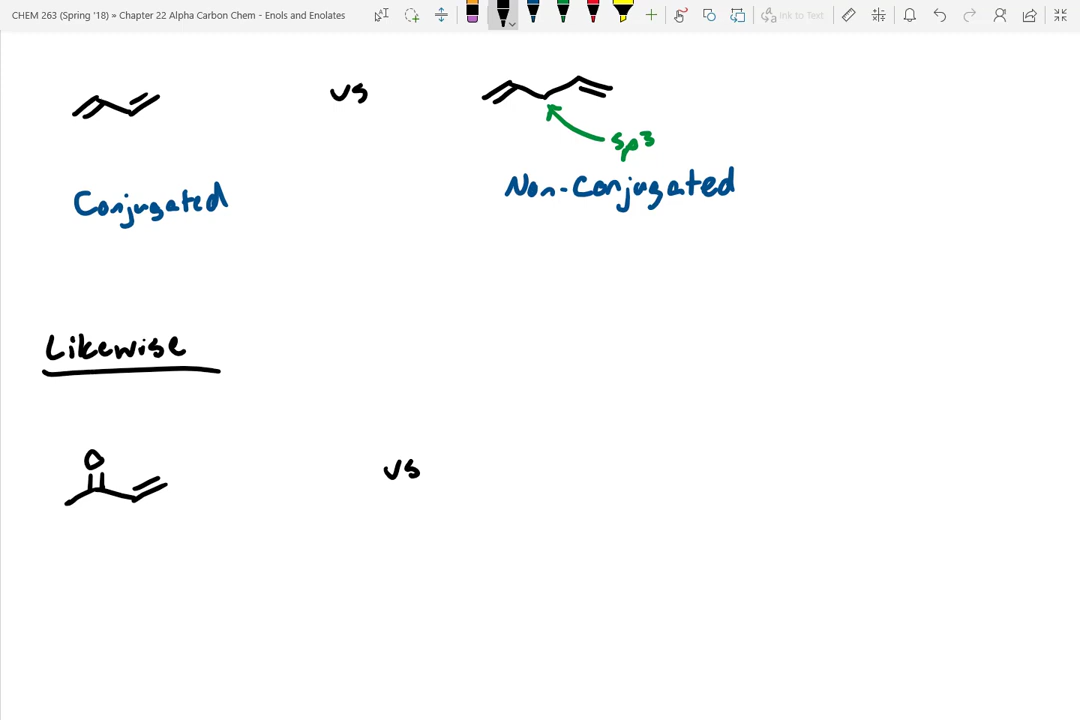 CHEM 263 (Spring '18) » Chapter 22 Alpha Carbon Chem - Enols and Enolates
Ink to Text
vs
sp3
Conjugated
Non-Conjugated
Likewise
O
vs